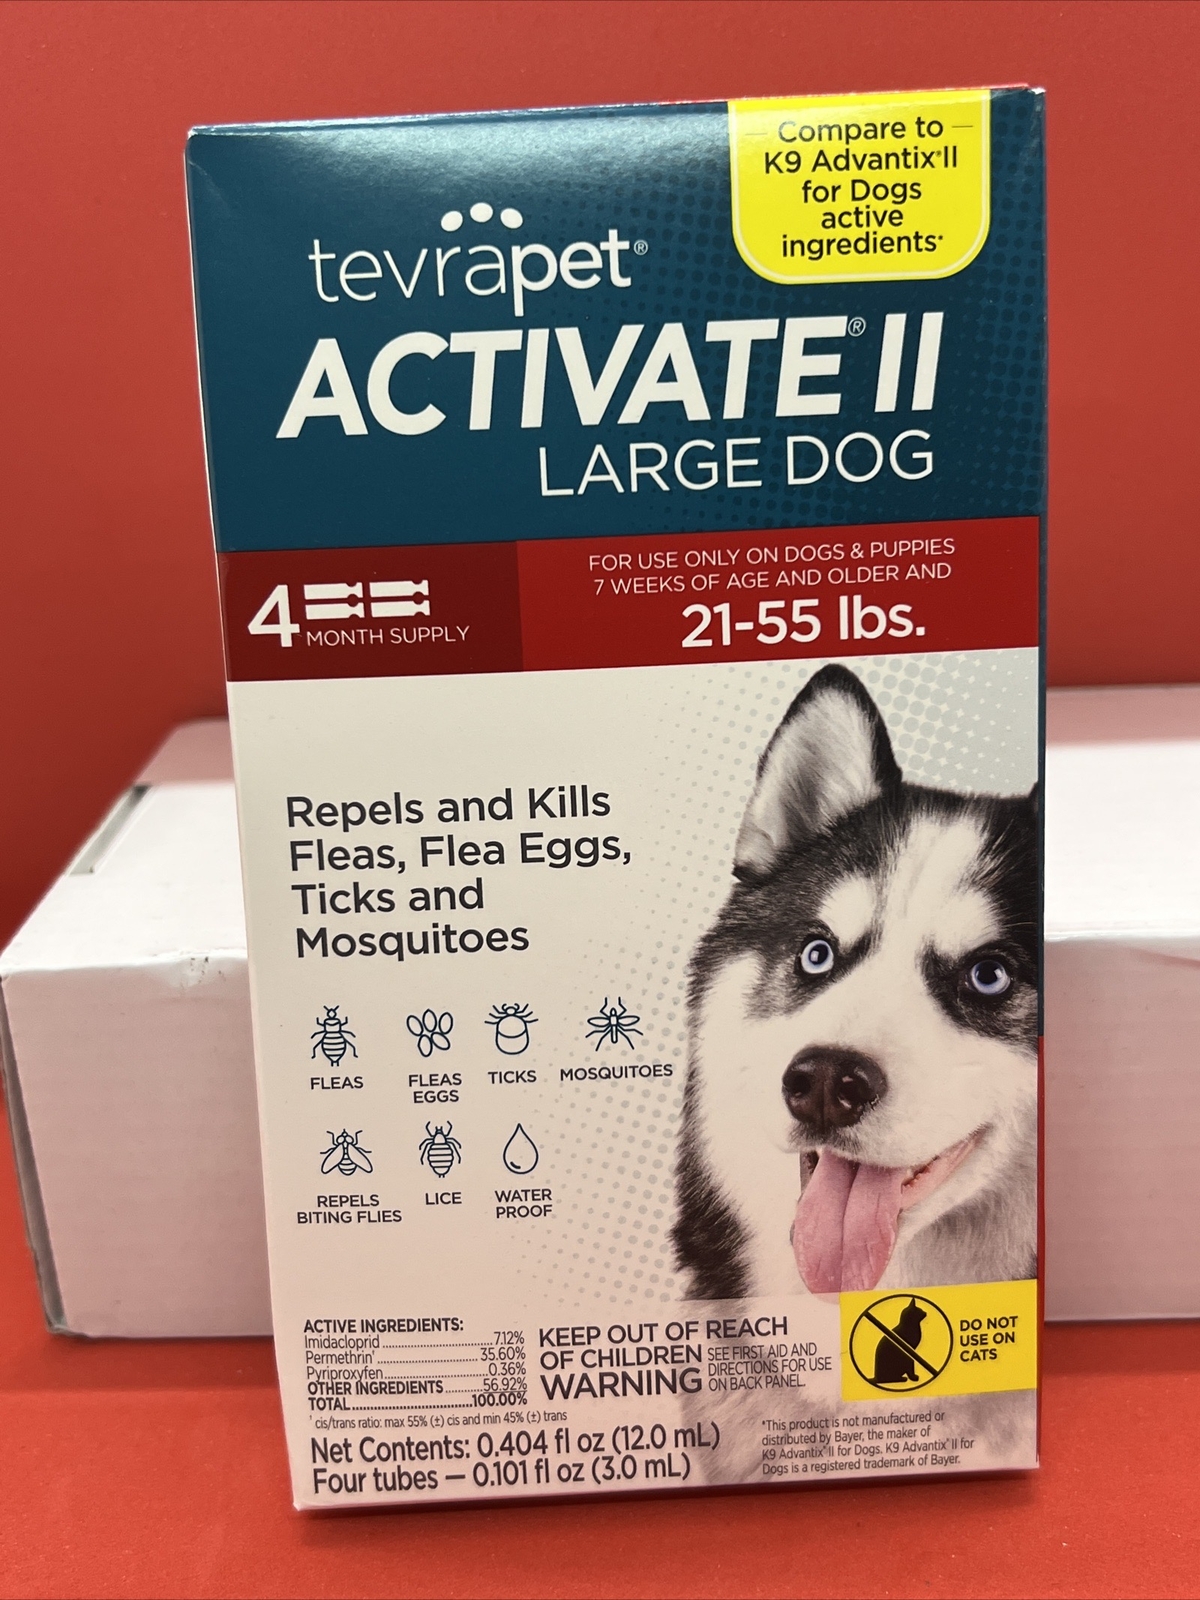 Compare to
K9 Advantix®II
for Dogs
active
ingredients*
tevrapet®
ACTIVATE® II
LARGE DOG
4
MONTH SUPPLY
FOR USE ONLY ON DOGS & PUPPIES
7 WEEKS OF AGE AND OLDER AND
21-55 lbs.
Repels and Kills
Fleas, Flea Eggs,
Ticks and
Mosquitoes
FLEAS
FLEAS
EGGS
TICKS
MOSQUITOES
REPELS
BITING FLIES
LICE
WATER
PROOF
ACTIVE INGREDIENTS:
Imidacloprid ........................ 7.12%
Permethrin† ........................ 35.60%
Pyriproxyfen ........................ 0.36%
OTHER INGREDIENTS ........ 56.92%
TOTAL ........................ 100.00%
† cis/trans ratio: max 55% (±) cis and min 45% (±) trans
Net Contents: 0.404 fl oz (12.0 mL)
Four tubes — 0.101 fl oz (3.0 mL)
KEEP OUT OF REACH
OF CHILDREN
WARNING
SEE FIRST AID AND
DIRECTIONS FOR USE
ON BACK PANEL.
DO NOT
USE ON
CATS
*This product is not manufactured or
distributed by Bayer, the maker of
K9 Advantix® II for Dogs. K9 Advantix® II for
Dogs is a registered trademark of Bayer.